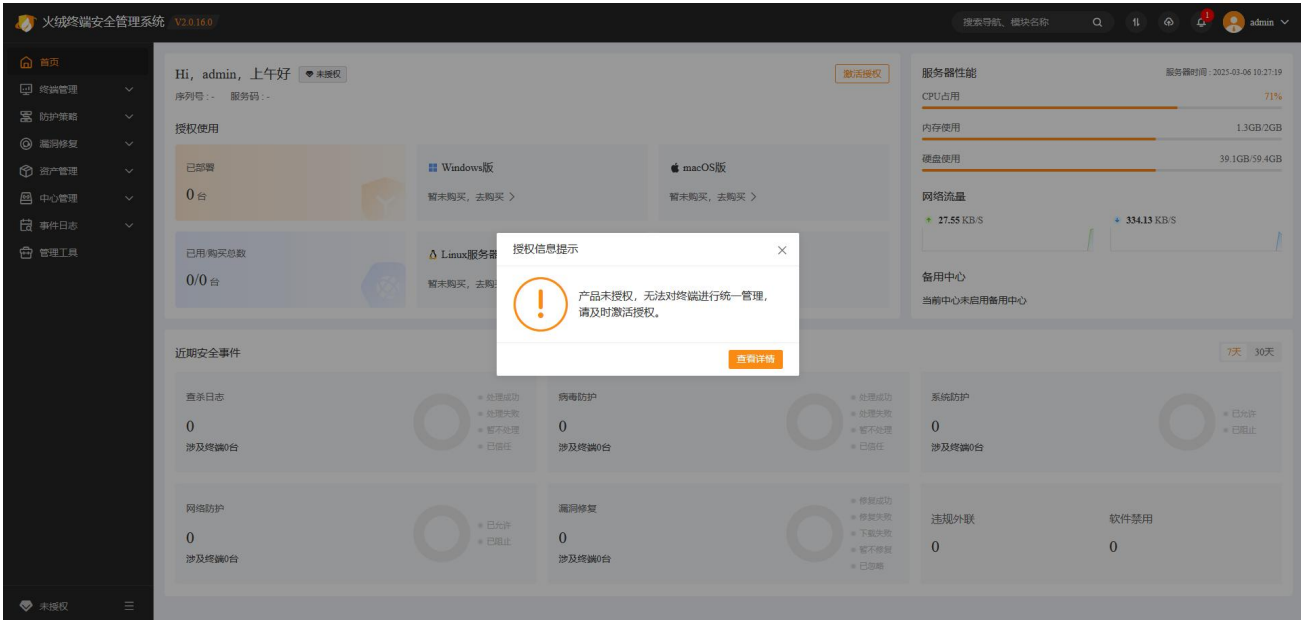 火绒终端安全管理系统 V2.0.16.0
搜索导航、模块名称
1
admin
首页
终端管理
防护策略
漏洞修复
资产管理
中心管理
事件日志
管理工具
未授权
Hi, admin, 上午好 未授权
激活授权
序列号:- 服务码:-
授权使用
已部署
0 台
Windows版
暂未购买，去购买 >
macOS版
暂未购买，去购买 >
已用/购买总数
0/0 台
Linux服务器
暂未购买，去购
服务器性能
服务器时间 : 2025-03-06 10:27:19
CPU占用 71%
内存使用 1.3GB/2GB
硬盘使用 39.1GB/59.4GB
网络流量
27.55 KB/S
334.13 KB/S
备用中心
当前中心未启用备用中心
授权信息提示
产品未授权，无法对终端进行统一管理，
请及时激活授权。
查看详情
近期安全事件
7天 30天
查杀日志
0
涉及终端0台
处理成功
处理失败
暂不处理
已信任
病毒防护
0
涉及终端0台
处理成功
处理失败
暂不处理
已信任
系统防护
0
涉及终端0台
已允许
已阻止
网络防护
0
涉及终端0台
已允许
已阻止
漏洞修复
0
涉及终端0台
修复成功
修复失败
下载失败
暂不修复
已忽略
违规外联
0
软件禁用
0